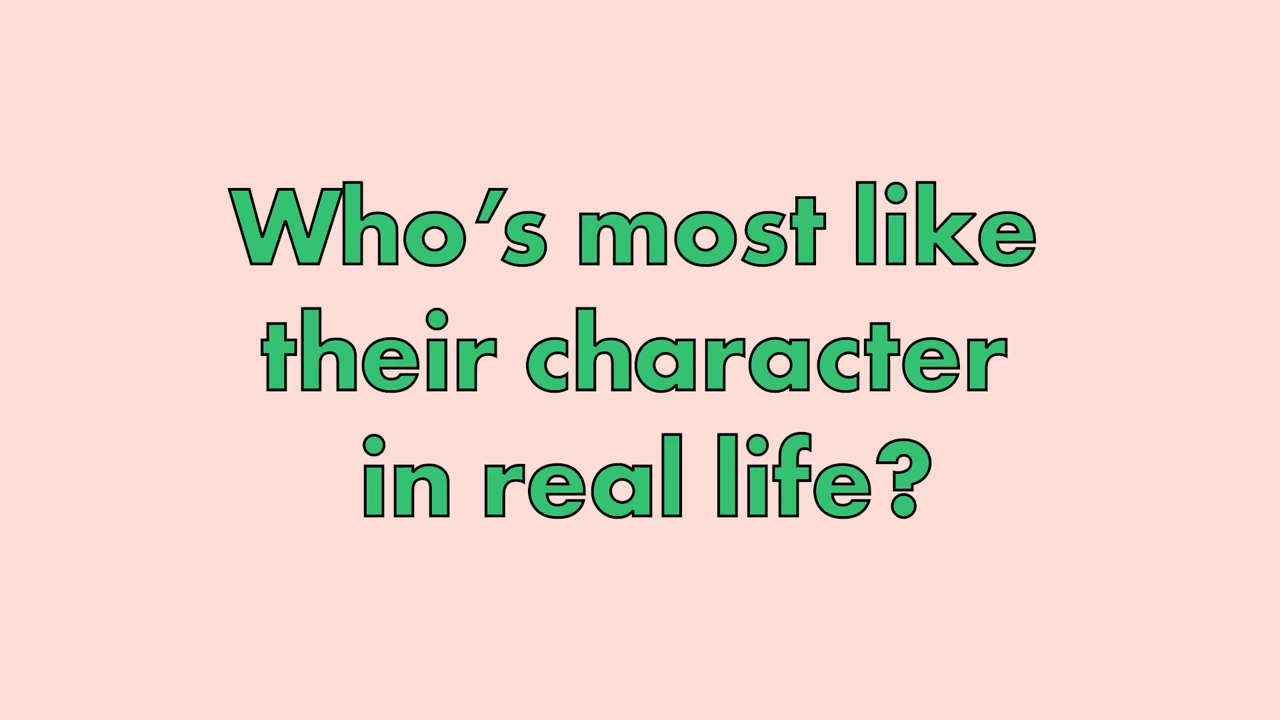 Who’s most like
their character
in real life?